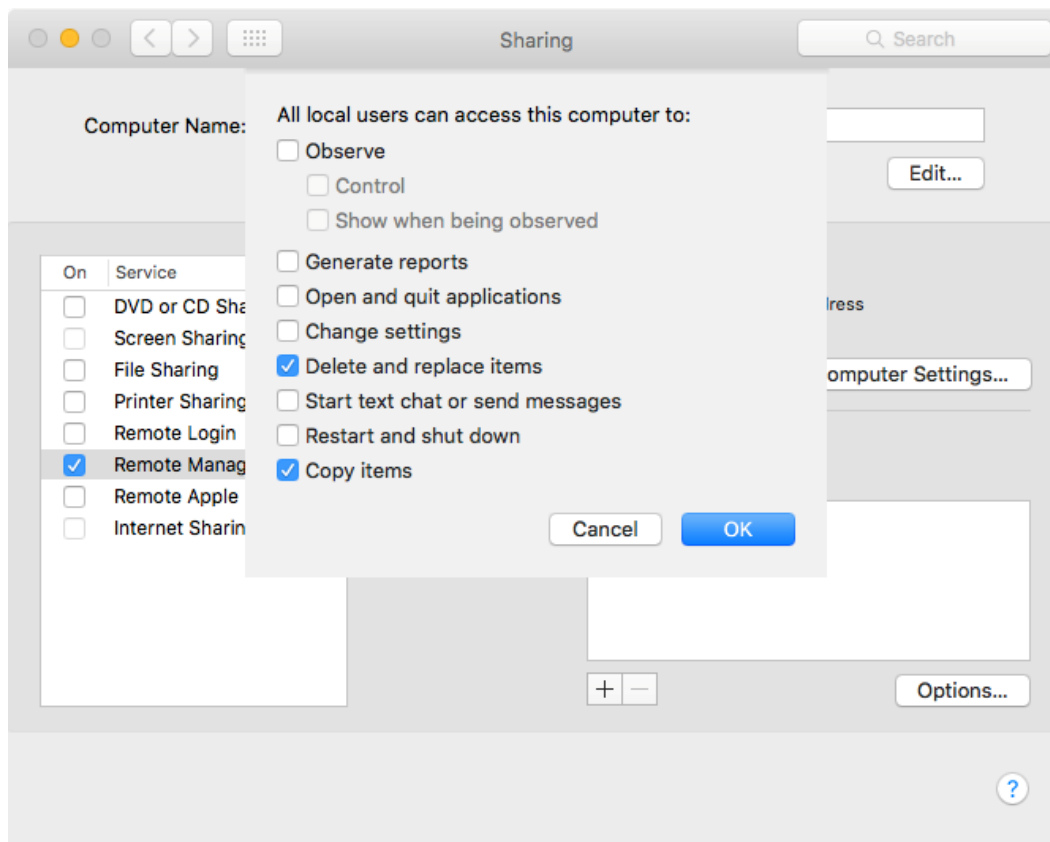 Sharing
Search
Computer Name:
Edit...
All local users can access this computer to:
Observe
Control
Show when being observed
Generate reports
Open and quit applications
Change settings
Delete and replace items
Start text chat or send messages
Restart and shut down
Copy items
Cancel
OK
On
Service
DVD or CD Sha
Screen Sharing
File Sharing
Printer Sharing
Remote Login
Remote Manag
Remote Apple
Internet Sharin
dress
omputer Settings...
+ −
Options...
?